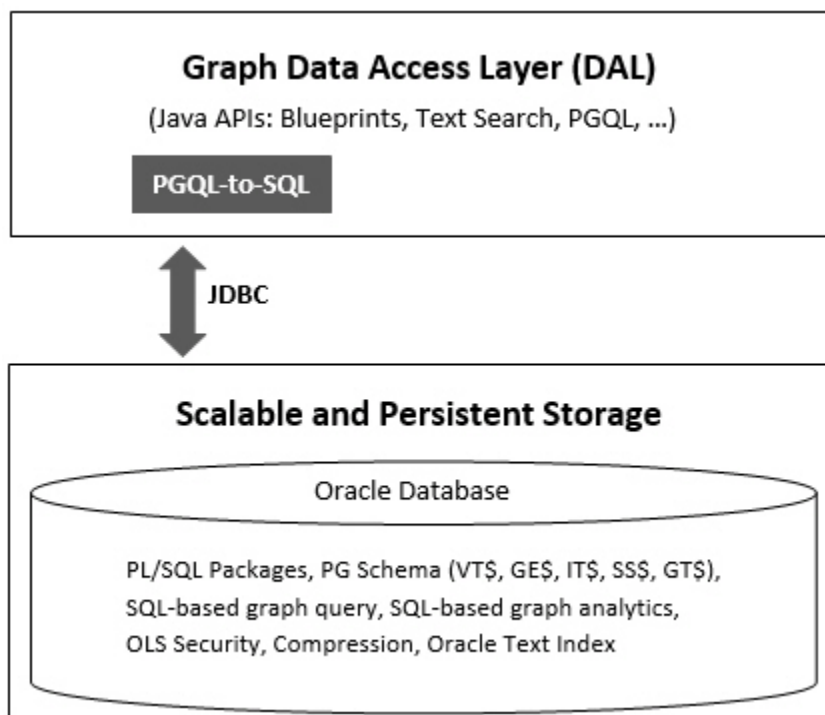 Graph Data Access Layer (DAL)
(Java APIs: Blueprints, Text Search, PGQL, ...)
PGQL-to-SQL
JDBC
Scalable and Persistent Storage
Oracle Database
PL/SQL Packages, PG Schema (VT$, GE$, IT$, SS$, GT$),
SQL-based graph query, SQL-based graph analytics,
OLS Security, Compression, Oracle Text Index